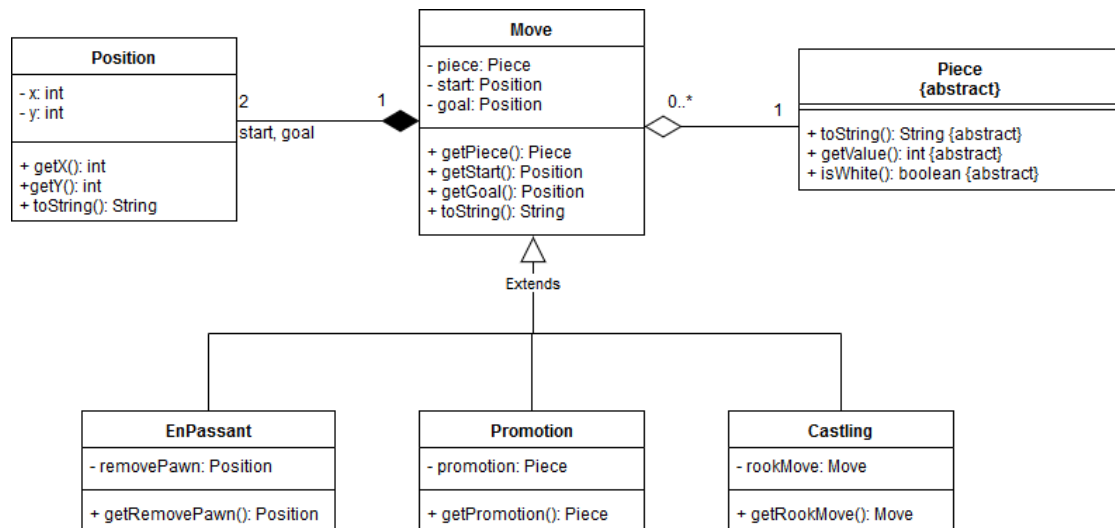 Position
- x: int
- y: int
+ getX(): int
+getY(): int
+ toString(): String
2
start, goal
1
Move
- piece: Piece
- start: Position
- goal: Position
+ getPiece(): Piece
+ getStart(): Position
+ getGoal(): Position
+ toString(): String
0..*
1
Piece
{abstract}
+ toString(): String {abstract}
+ getValue(): int {abstract}
+ isWhite(): boolean {abstract}
Extends
EnPassant
- removePawn: Position
+ getRemovePawn(): Position
Promotion
- promotion: Piece
+ getPromotion(): Piece
Castling
- rookMove: Move
+ getRookMove(): Move